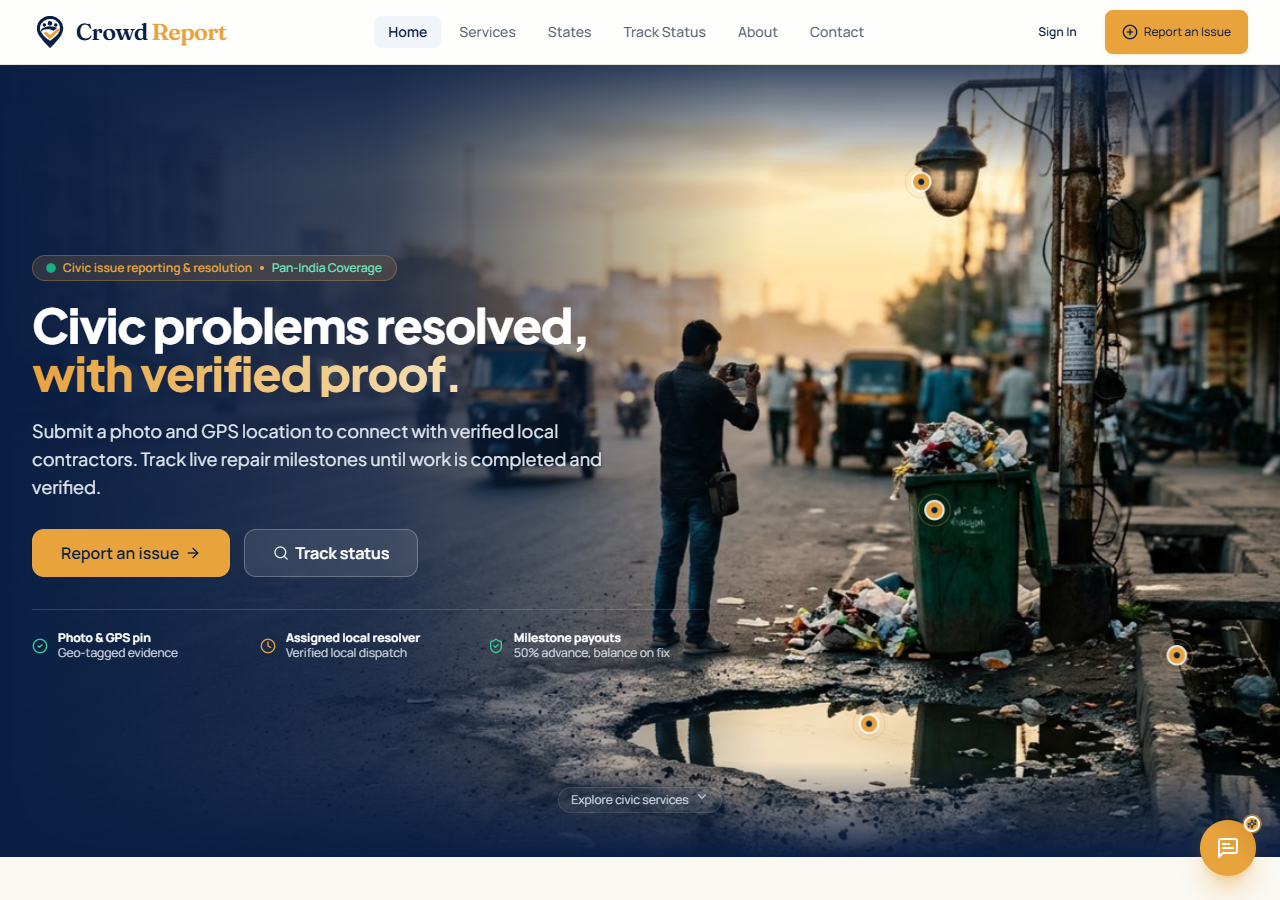 Crowd Report
Home
Services
States
Track Status
About
Contact
Sign In
Report an Issue
Civic issue reporting & resolution • Pan-India Coverage
Civic problems resolved,
with verified proof.
Submit a photo and GPS location to connect with verified local
contractors. Track live repair milestones until work is completed and
verified.
Report an issue →
Track status
Photo & GPS pin
Geo-tagged evidence
Assigned local resolver
Verified local dispatch
Milestone payouts
50% advance, balance on fix
Explore civic services